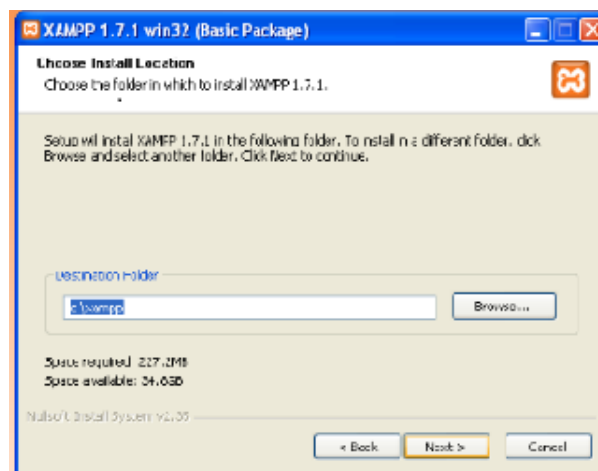 XAMPP 1.7.1 win32 (Basic Package)
Choose Install Location
Choose the folder in which to install XAMPP 1.7.1.
Setup will install XAMPP 1.7.1 in the following folder. To install in a different folder, click
Browse and select another folder. Click Next to continue.
Destination Folder
c:\xampp
Browse...
Space required: 227.2MB
Space available: 34.6GB
Nullsoft Install System v2.35
< Back Next > Cancel